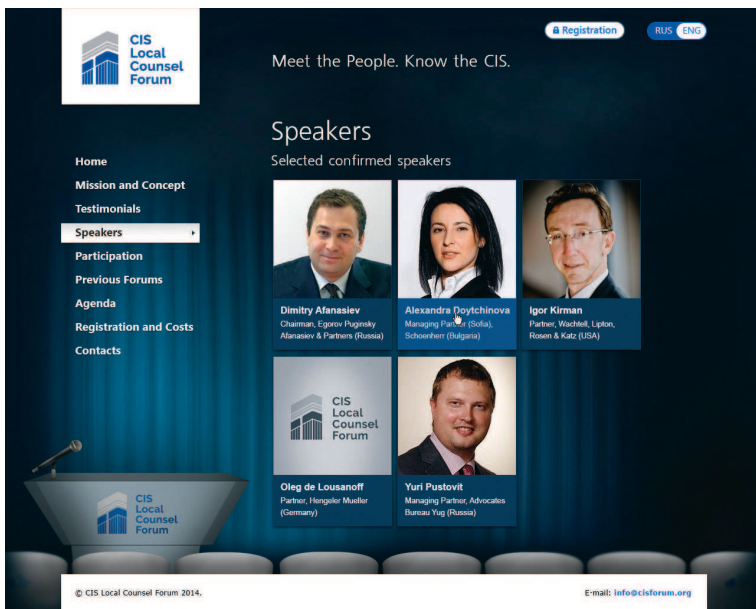 CIS
Local
Counsel
Forum
Registration
RUS ENG
Meet the People. Know the CIS.
Home
Mission and Concept
Testimonials
Speakers
Participation
Previous Forums
Agenda
Registration and Costs
Contacts
Speakers
Selected confirmed speakers
Dimitry Afanasiev
Chairman, Egorov Puginsky
Afanasiev & Partners (Russia)
Alexandra Doytchinova
Managing Partner (Sofia),
Schoenherr (Bulgaria)
Igor Kirman
Partner, Wachtell, Lipton,
Rosen & Katz (USA)
CIS
Local
Counsel
Forum
Oleg de Lousanoff
Partner, Hengeler Mueller
(Germany)
Yuri Pustovit
Managing Partner, Advocates
Bureau Yug (Russia)
CIS
Local
Counsel
Forum
© CIS Local Counsel Forum 2014.
E-mail: info@cisforum.org